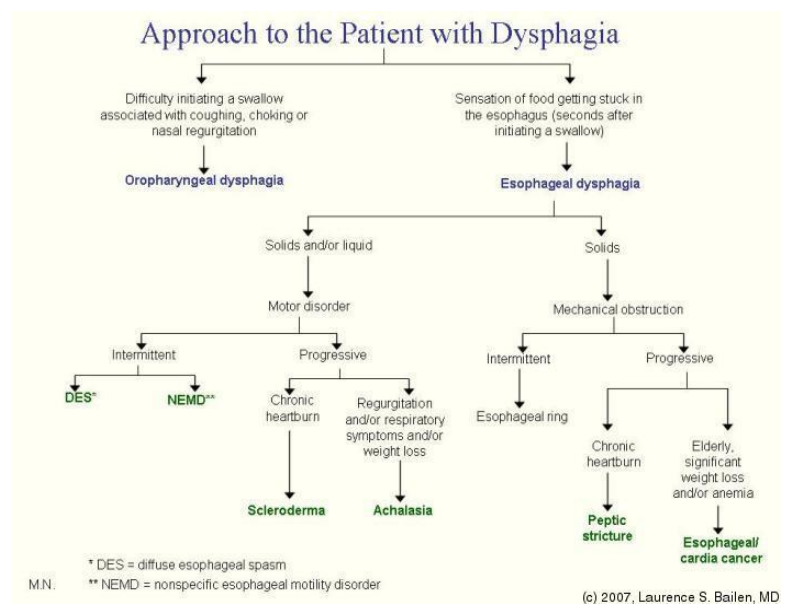 Approach to the Patient with Dysphagia
Difficulty initiating a swallow
associated with coughing, choking or
nasal regurgitation
Oropharyngeal dysphagia
Sensation of food getting stuck in
the esophagus (seconds after
initiating a swallow)
Esophageal dysphagia
Solids and/or liquid
Solids
Motor disorder
Mechanical obstruction
Intermittent
Progressive
Intermittent
Progressive
DES*
NEMD**
Chronic
heartburn
Regurgitation
and/or respiratory
symptoms and/or
weight loss
Esophageal ring
Chronic
heartburn
Elderly,
significant
weight loss
and/or anemia
Scleroderma
Achalasia
Peptic
stricture
Esophageal/
cardia cancer
* DES = diffuse esophageal spasm
M.N.
** NEMD = nonspecific esophageal motility disorder
(c) 2007, Laurence S. Bailen, MD